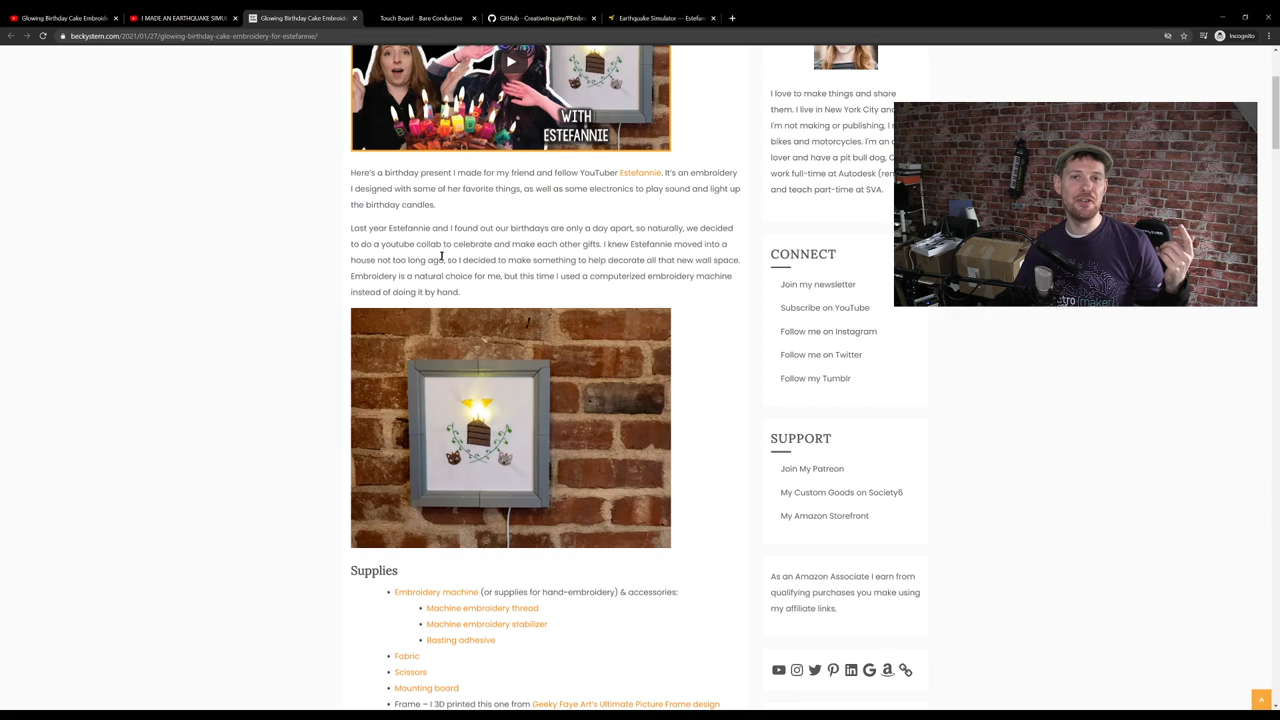 Glowing Birthday Cake Embroide
I MADE AN EARTHQUAKE SIMUL
Glowing Birthday Cake Embroide
Touch Board - Bare Conductive
GitHub - CreativeInquiry/PEmbro
Earthquake Simulator — Estefan
Incognito
beckystern.com/2021/01/27/glowing-birthday-cake-embroidery-for-estefannie/
WITH
ESTEFANNIE
Here's a birthday present I made for my friend and fellow YouTuber Estefannie. It's an embroidery
I designed with some of her favorite things, as well as some electronics to play sound and light up
the birthday candles.
Last year Estefannie and I found out our birthdays are only a day apart, so naturally, we decided
to do a youtube collab to celebrate and make each other gifts. I knew Estefannie moved into a
house not too long ago, so I decided to make something to help decorate all that new wall space.
Embroidery is a natural choice for me, but this time I used a computerized embroidery machine
instead of doing it by hand.
Supplies
Embroidery machine (or supplies for hand-embroidery) & accessories:
Machine embroidery thread
Machine embroidery stabilizer
Basting adhesive
Fabric
Scissors
Mounting board
Frame – I 3D printed this one from Geeky Faye Art's Ultimate Picture Frame design
I love to make things and share
them. I live in New York City and
I'm not making or publishing, I
bikes and motorcycles. I'm an
lover and have a pit bull dog,
work full-time at Autodesk
and teach part-time at SVA.
CONNECT
Join my newsletter
Subscribe on YouTube
Follow me on Instagram
Follow me on Twitter
Follow my Tumblr
SUPPORT
Join My Patreon
My Custom Goods on Society6
My Amazon Storefront
As an Amazon Associate I earn from
qualifying purchases you make using
my affiliate links.